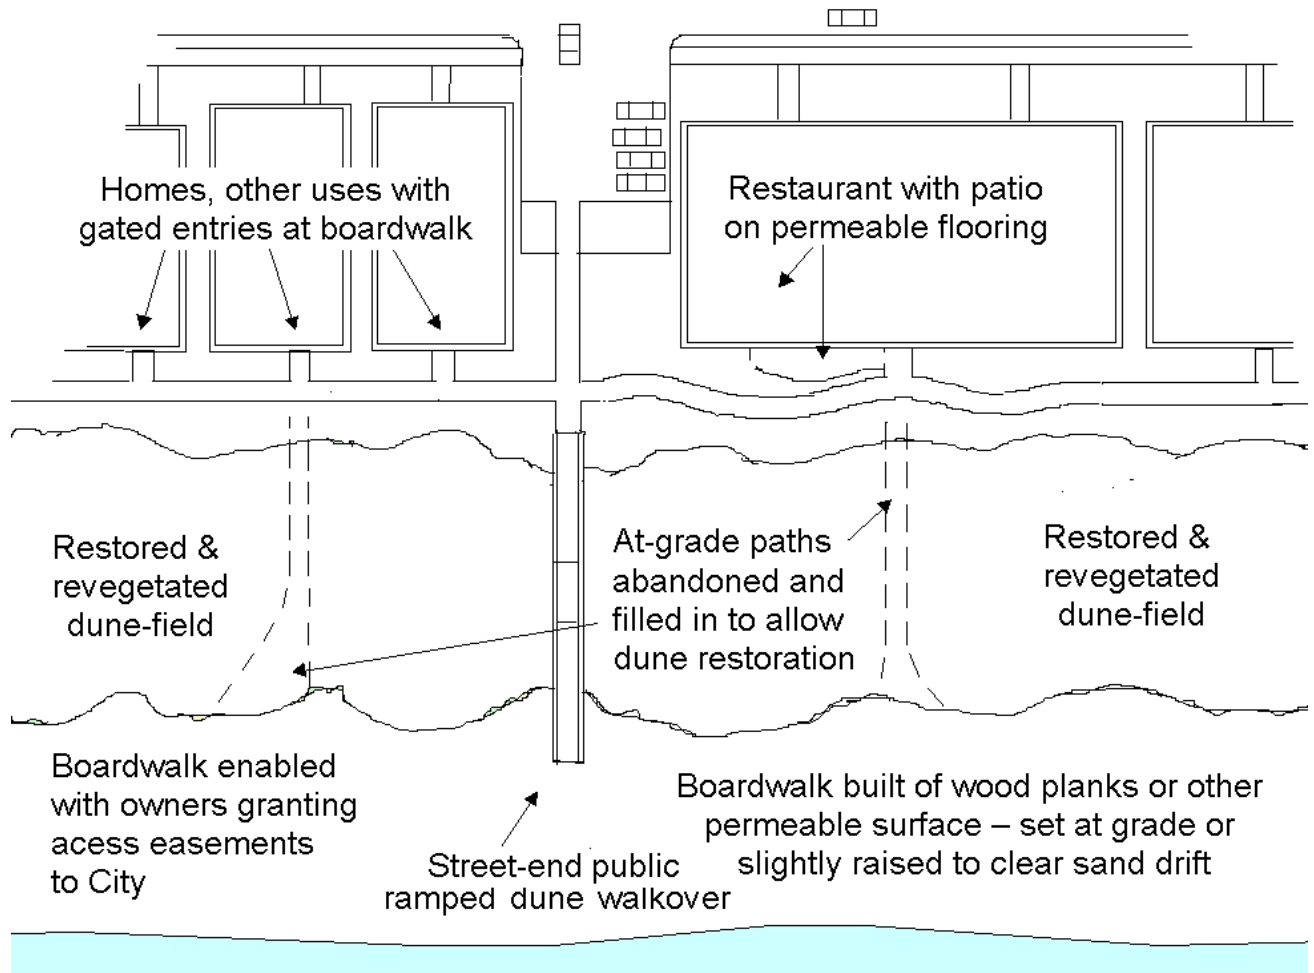 Homes, other uses with
gated entries at boardwalk
Restaurant with patio
on permeable flooring
Restored &
revegetated
dune-field
At-grade paths
abandoned and
filled in to allow
dune restoration
Restored &
revegetated
dune-field
Boardwalk enabled
with owners granting
acess easements
to City
Street-end public
ramped dune walkover
Boardwalk built of wood planks or other
permeable surface – set at grade or
slightly raised to clear sand drift